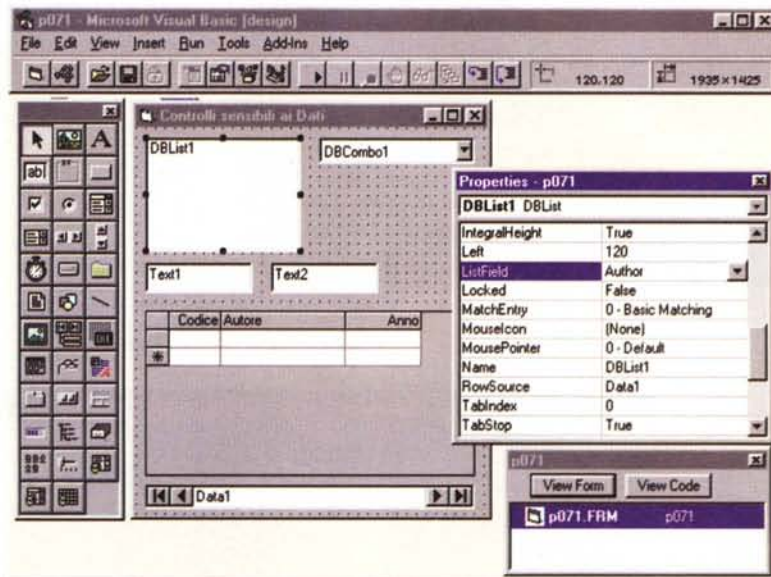 p071 - Microsoft Visual Basic [design]
File Edit View Insert Run Tools Add-Ins Help
120,120
1935×1425
A
ab
Controlli sensibili ai Dati
DBList1
DBCombo1
Text1
Text2
Codice Autore Anno
Data1
Properties - p071
DBList1 DBList
IntegralHeight True
Left 120
ListField Author
Locked False
MatchEntry 0 - Basic Matching
MouseIcon (None)
MousePointer 0 - Default
Name DBList1
RowSource Data1
TabIndex 0
TabStop True
p071
View Form View Code
p071.FRM p071